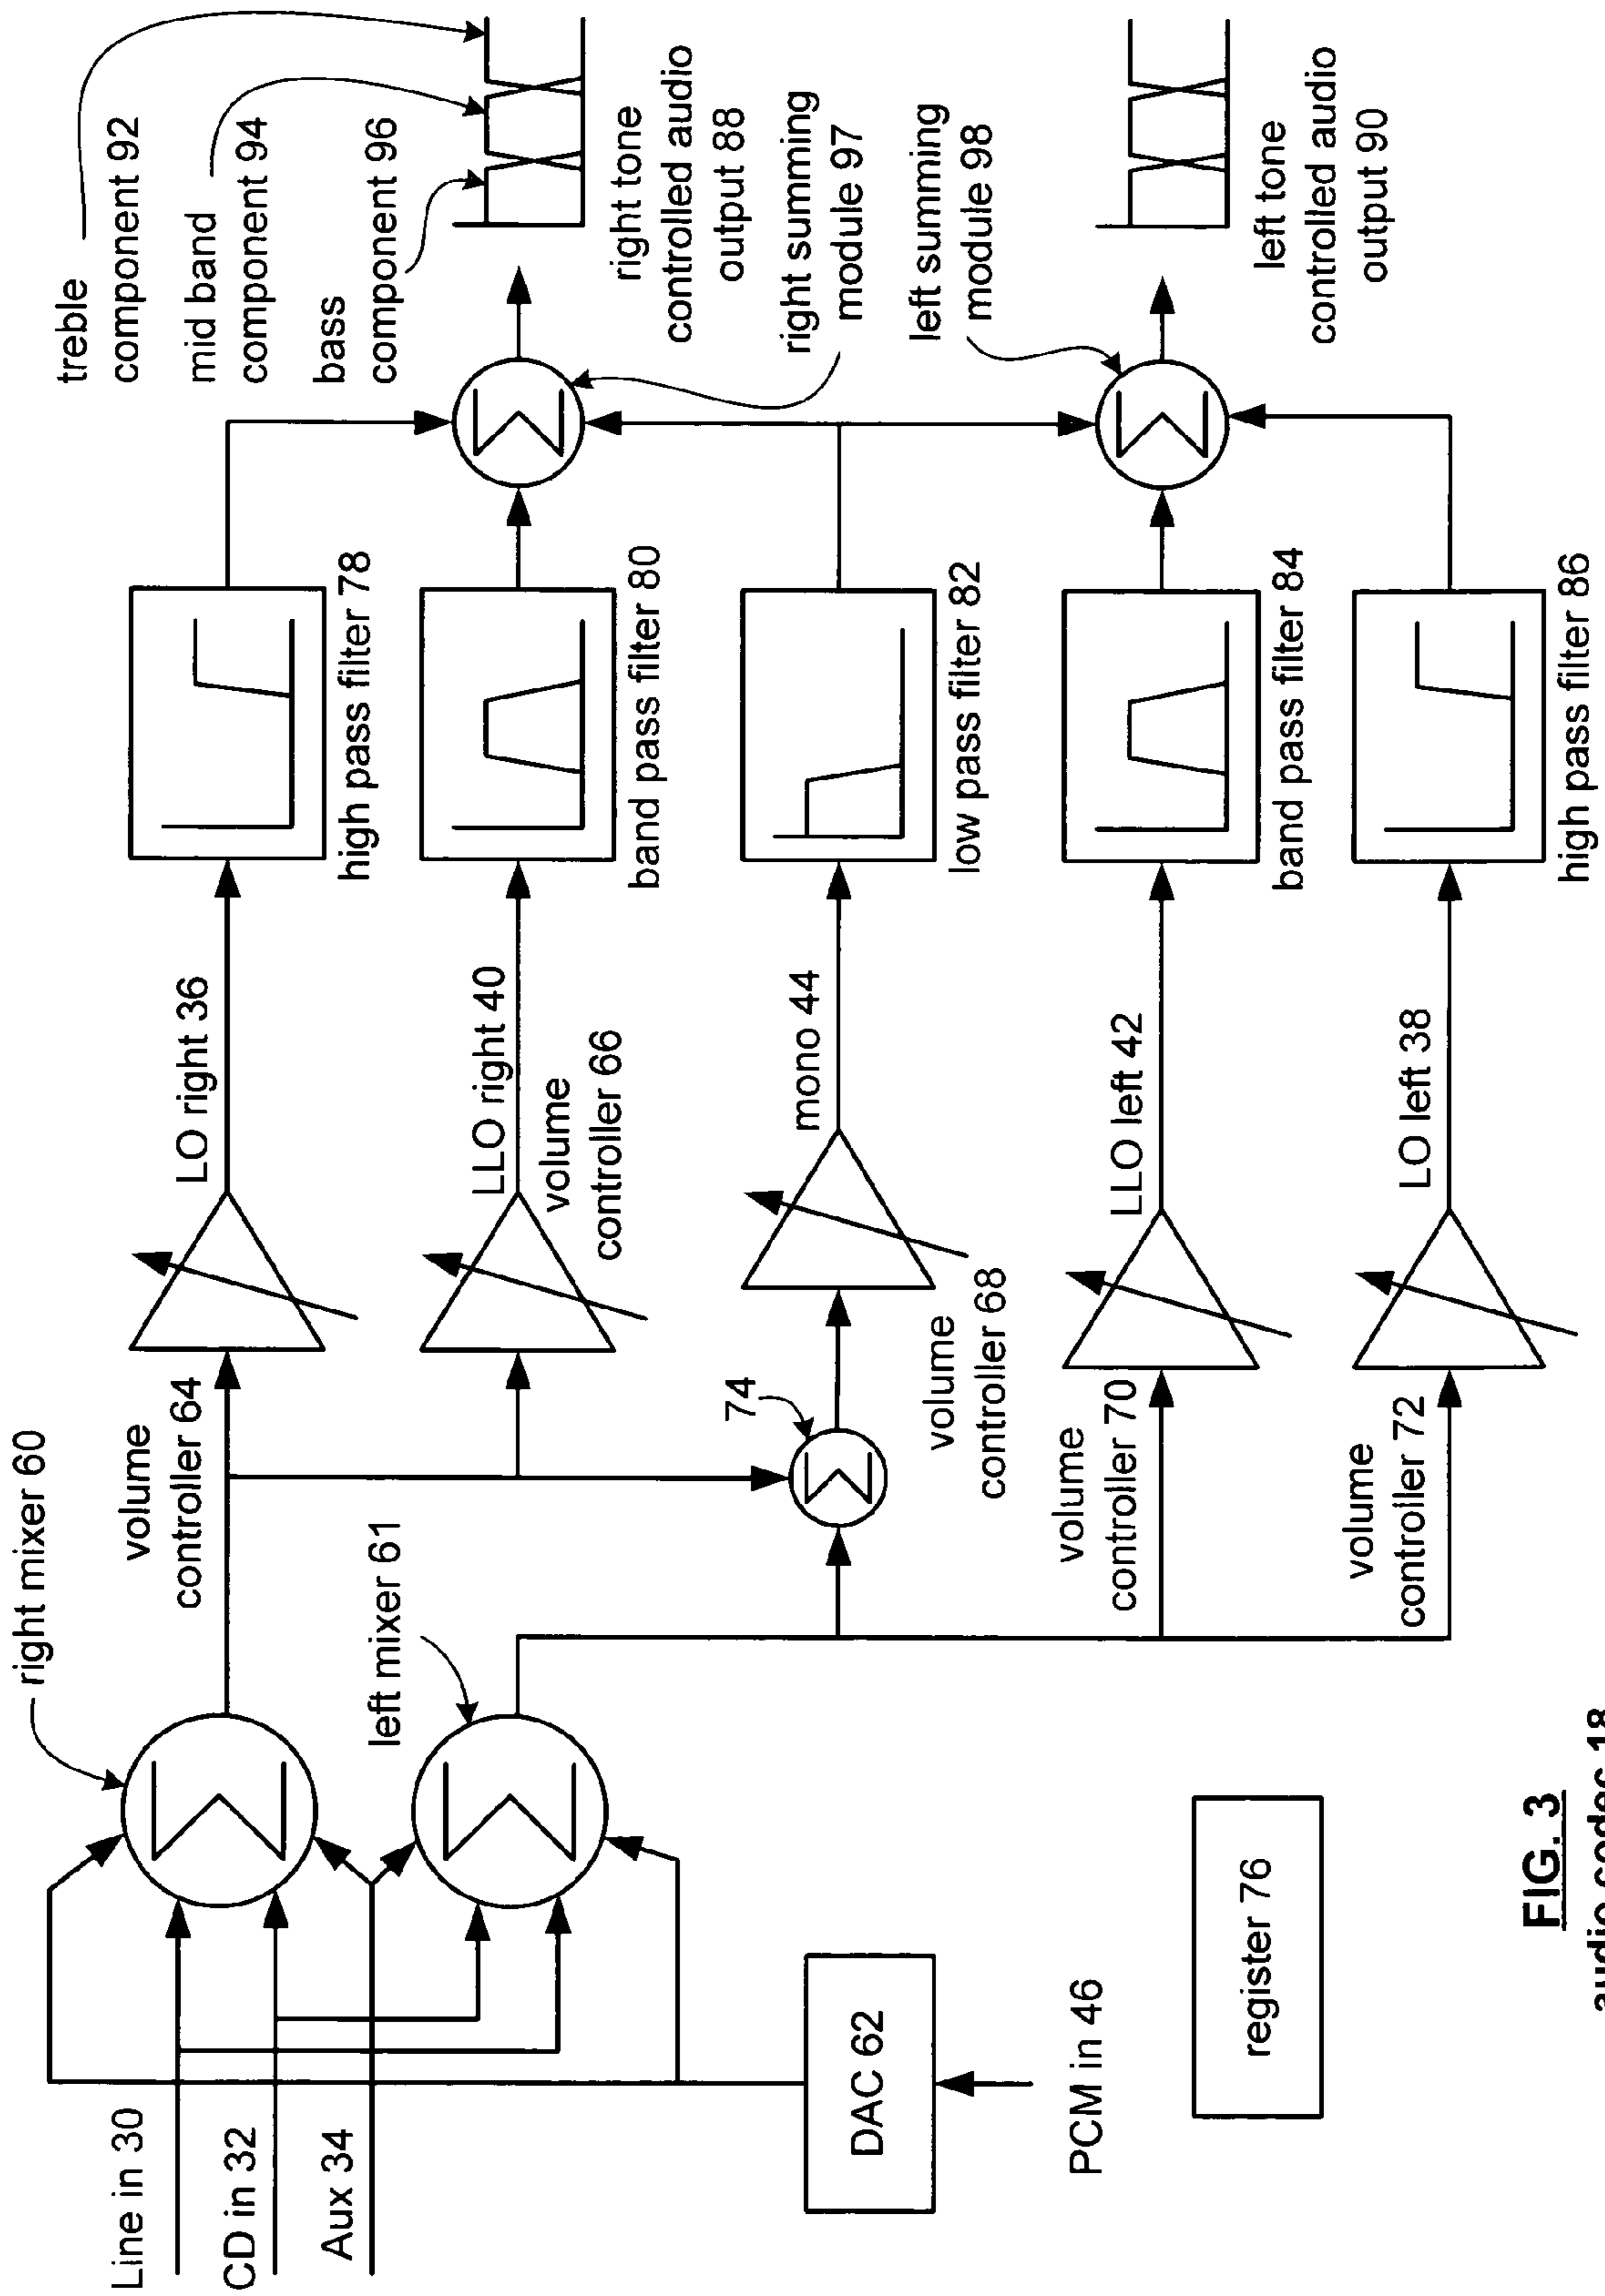 treble
component 92
mid band
component 94
bass
component 96
right tone
controlled audio
output 88
right summing
module 97
left summing
module 98
left tone
controlled audio
output 90
high pass filter 78
band pass filter 80
low pass filter 82
band pass filter 84
high pass filter 86
LO right 36
LLO right 40
volume
controller 66
mono 44
LLO left 42
LO left 38
right mixer 60
volume
controller 64
left mixer 61
74
volume
controller 68
volume
controller 70
volume
controller 72
Line in 30
CD in 32
Aux 34
DAC 62
PCM in 46
register 76
FIG. 3
audio codec 18